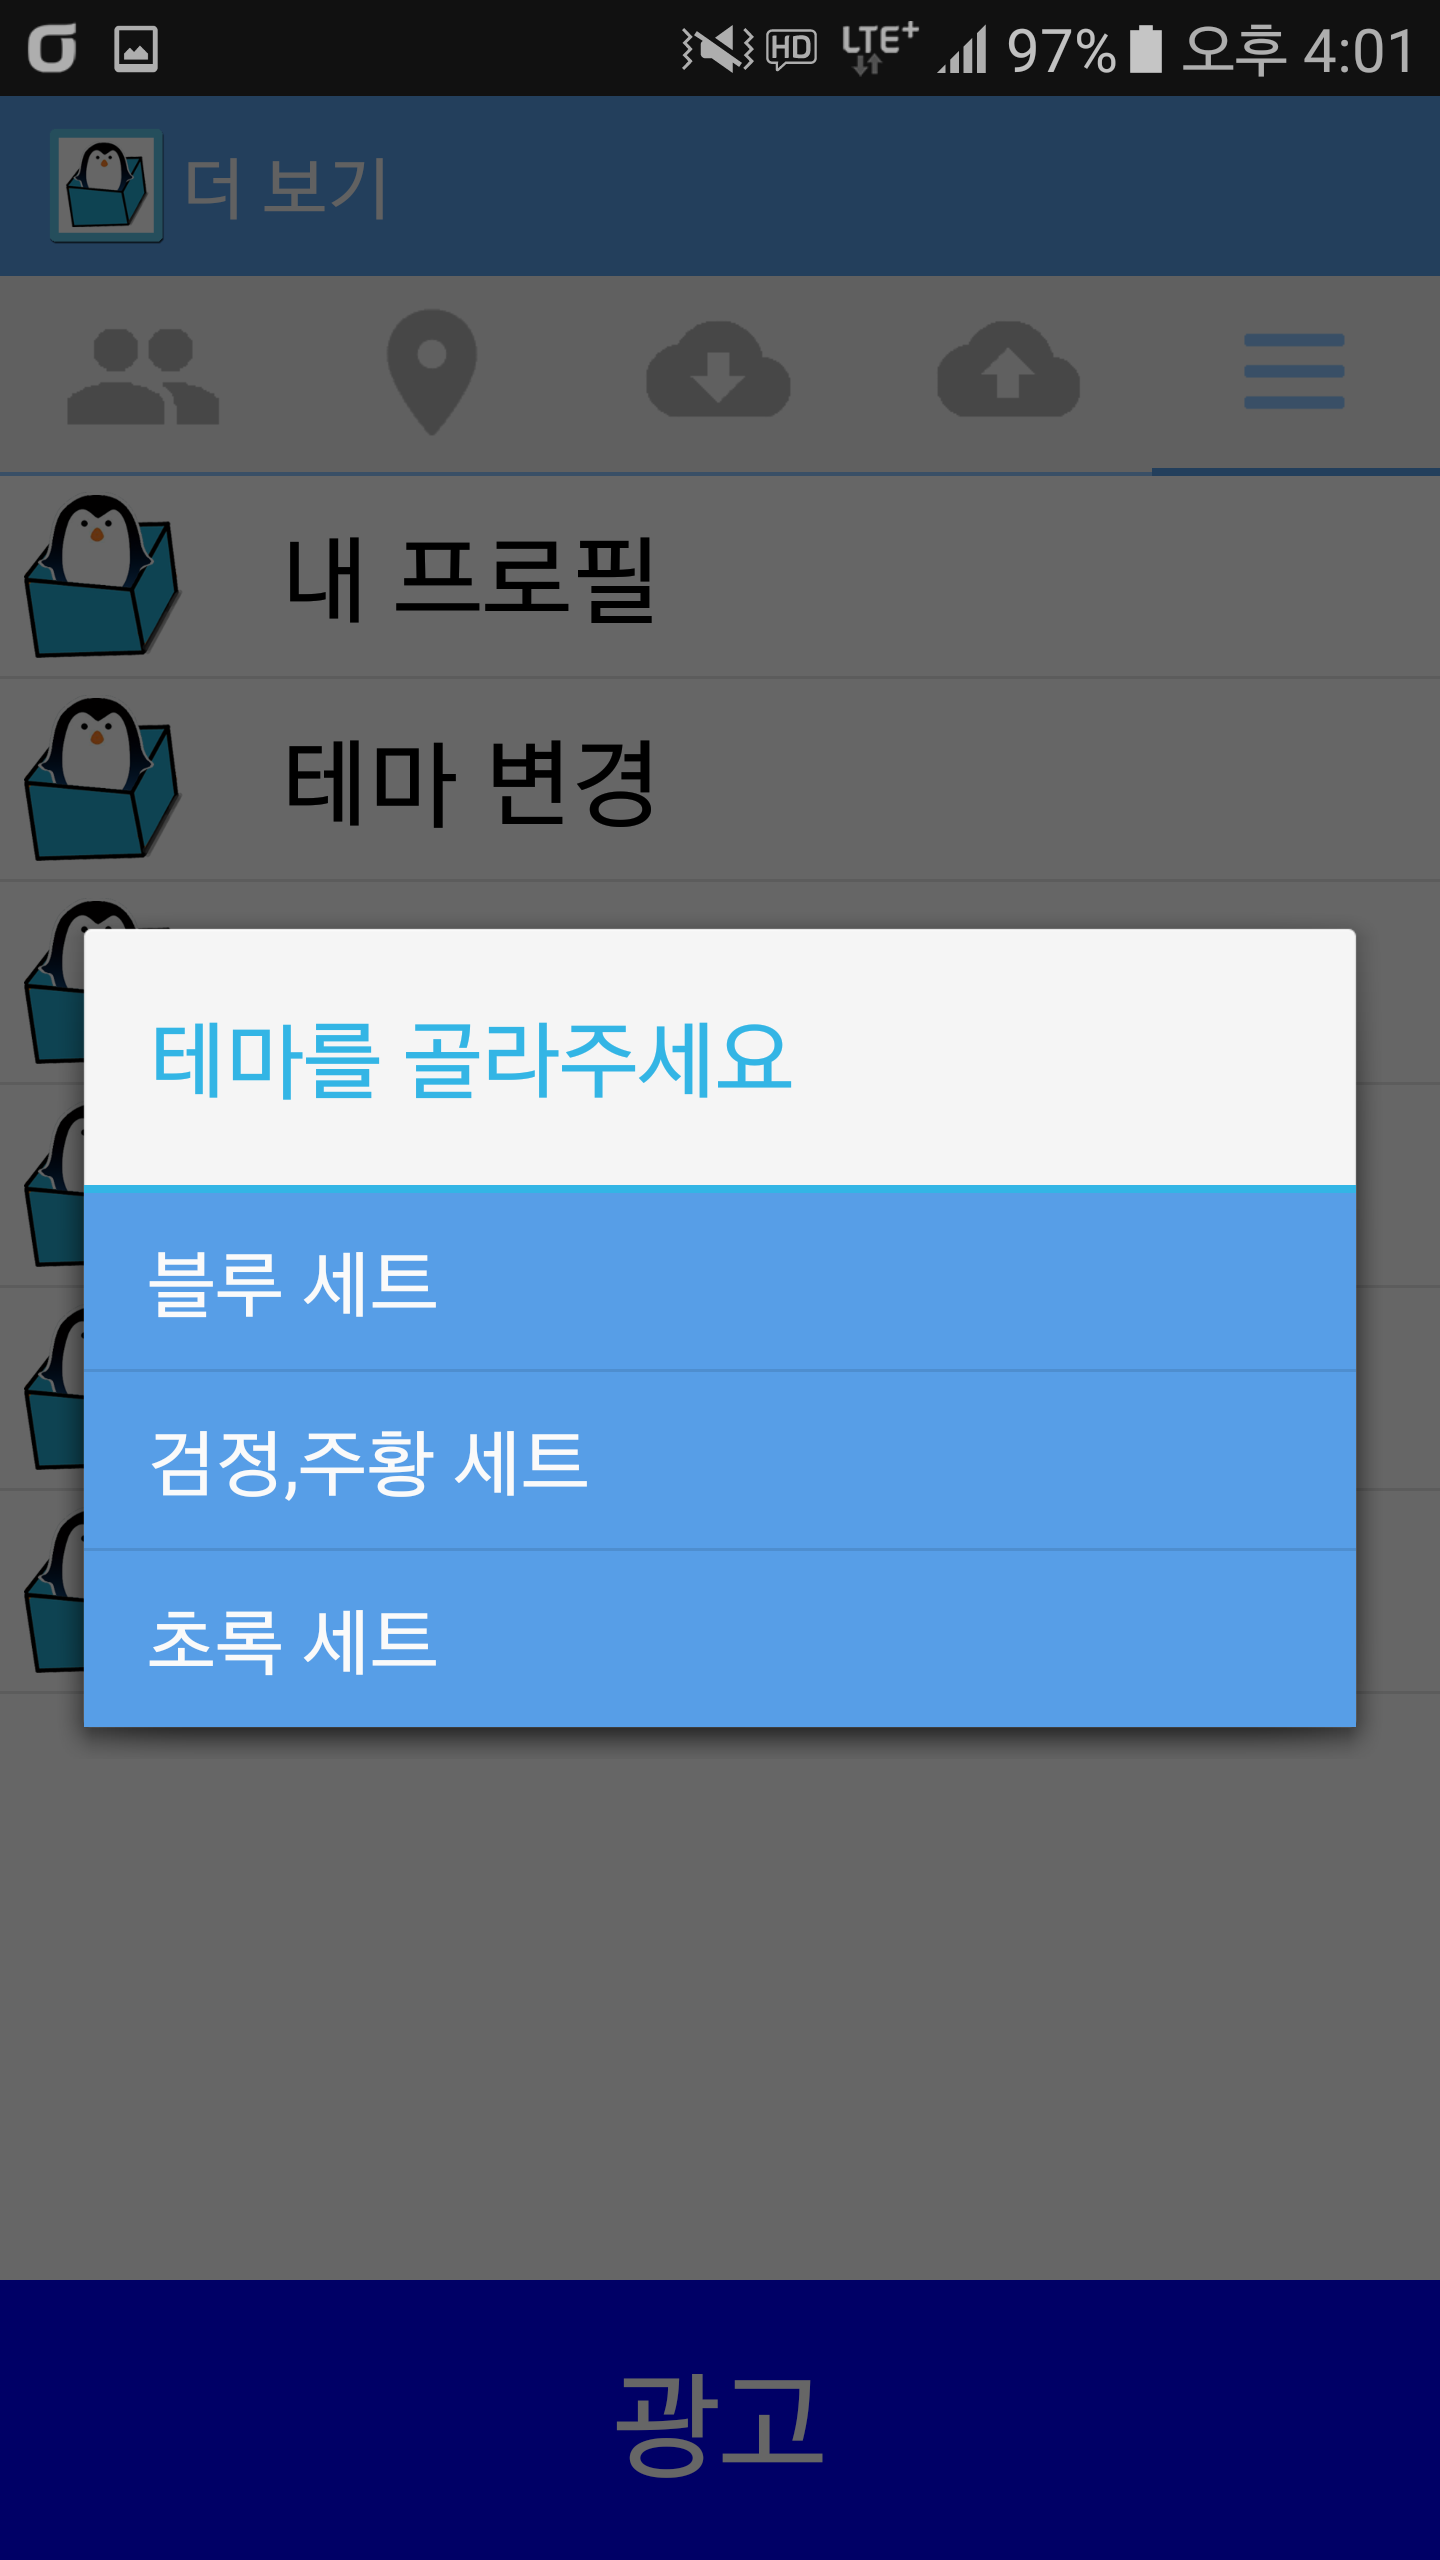 HD LTE+ 97% 오후 4:01
더 보기
내 프로필
테마 변경
테마를 골라주세요
블루 세트
검정,주황 세트
초록 세트
광고